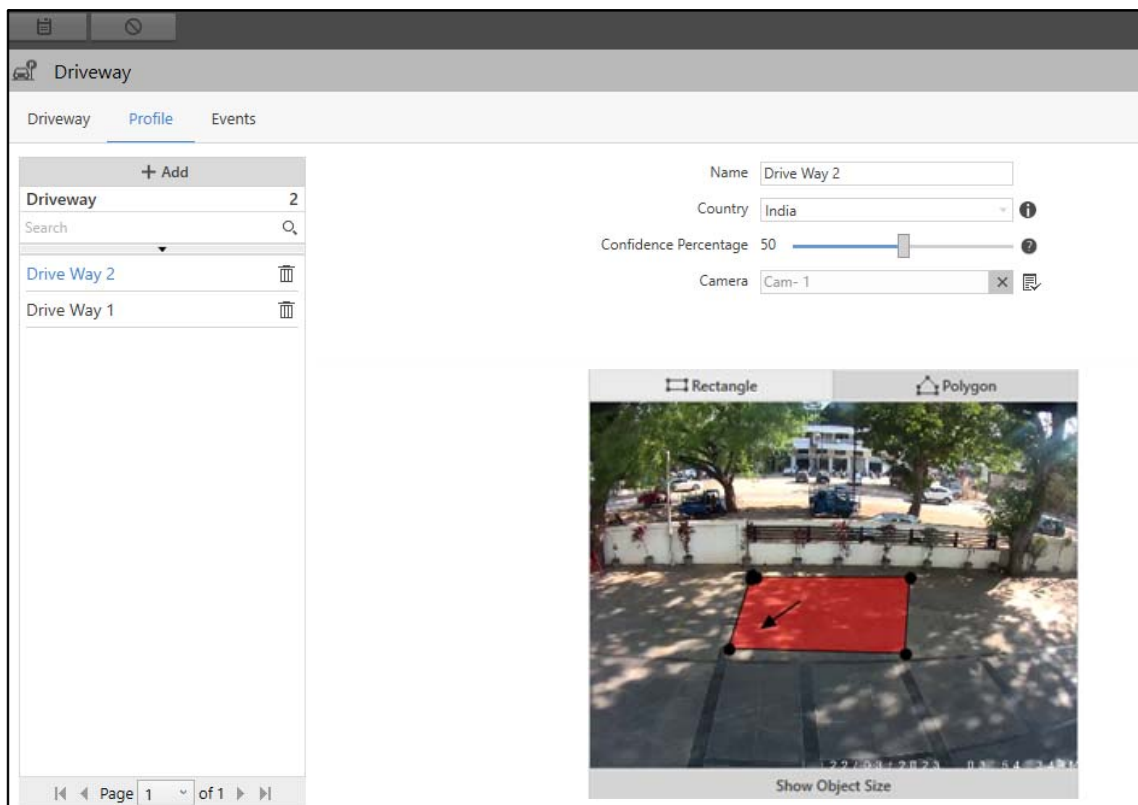 Driveway
Driveway Profile Events
+ Add
Driveway 2
Search
Drive Way 2
Drive Way 1
Page 1 of 1
Name Drive Way 2
Country India
Confidence Percentage 50
Camera Cam- 1
Rectangle Polygon
Show Object Size